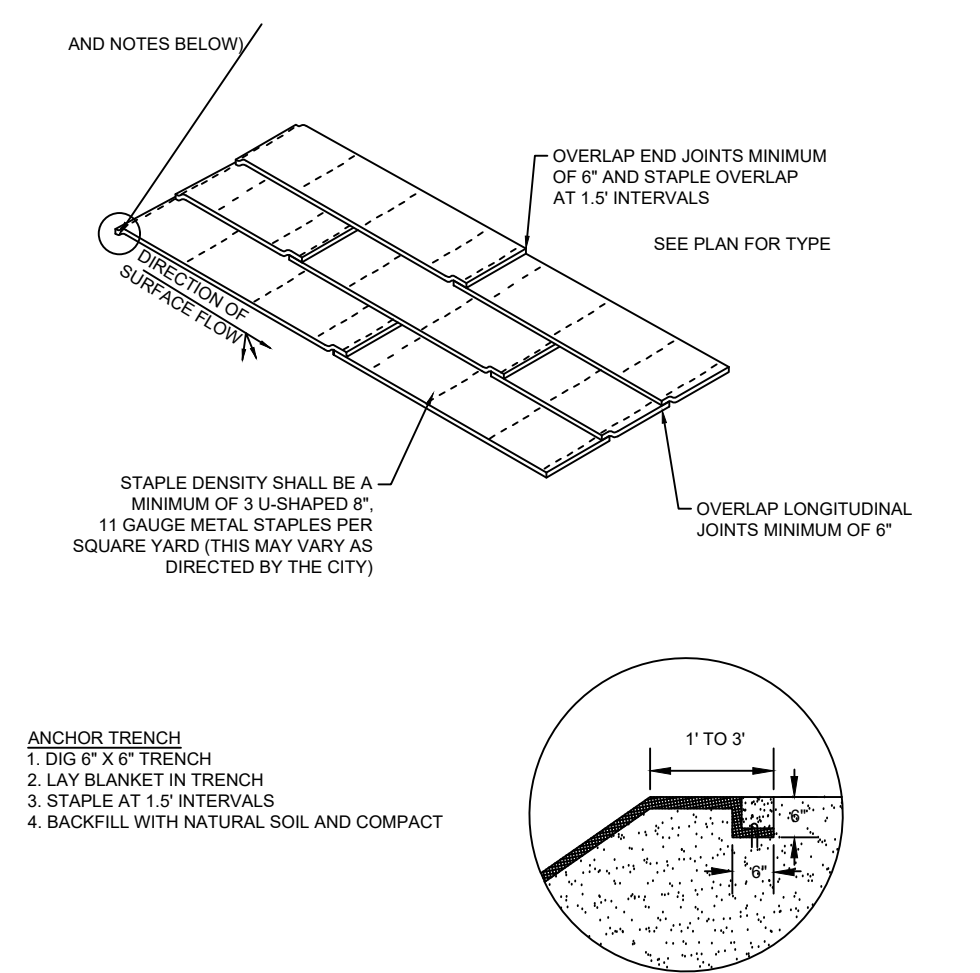 AND NOTES BELOW)
OVERLAP END JOINTS MINIMUM
OF 6" AND STAPLE OVERLAP
AT 1.5' INTERVALS
SEE PLAN FOR TYPE
DIRECTION OF
SURFACE FLOW
STAPLE DENSITY SHALL BE A
MINIMUM OF 3 U-SHAPED 8",
11 GAUGE METAL STAPLES PER
SQUARE YARD (THIS MAY VARY AS
DIRECTED BY THE CITY)
OVERLAP LONGITUDINAL
JOINTS MINIMUM OF 6"
ANCHOR TRENCH
1. DIG 6" X 6" TRENCH
2. LAY BLANKET IN TRENCH
3. STAPLE AT 1.5' INTERVALS
4. BACKFILL WITH NATURAL SOIL AND COMPACT
1' TO 3'
6"
6"